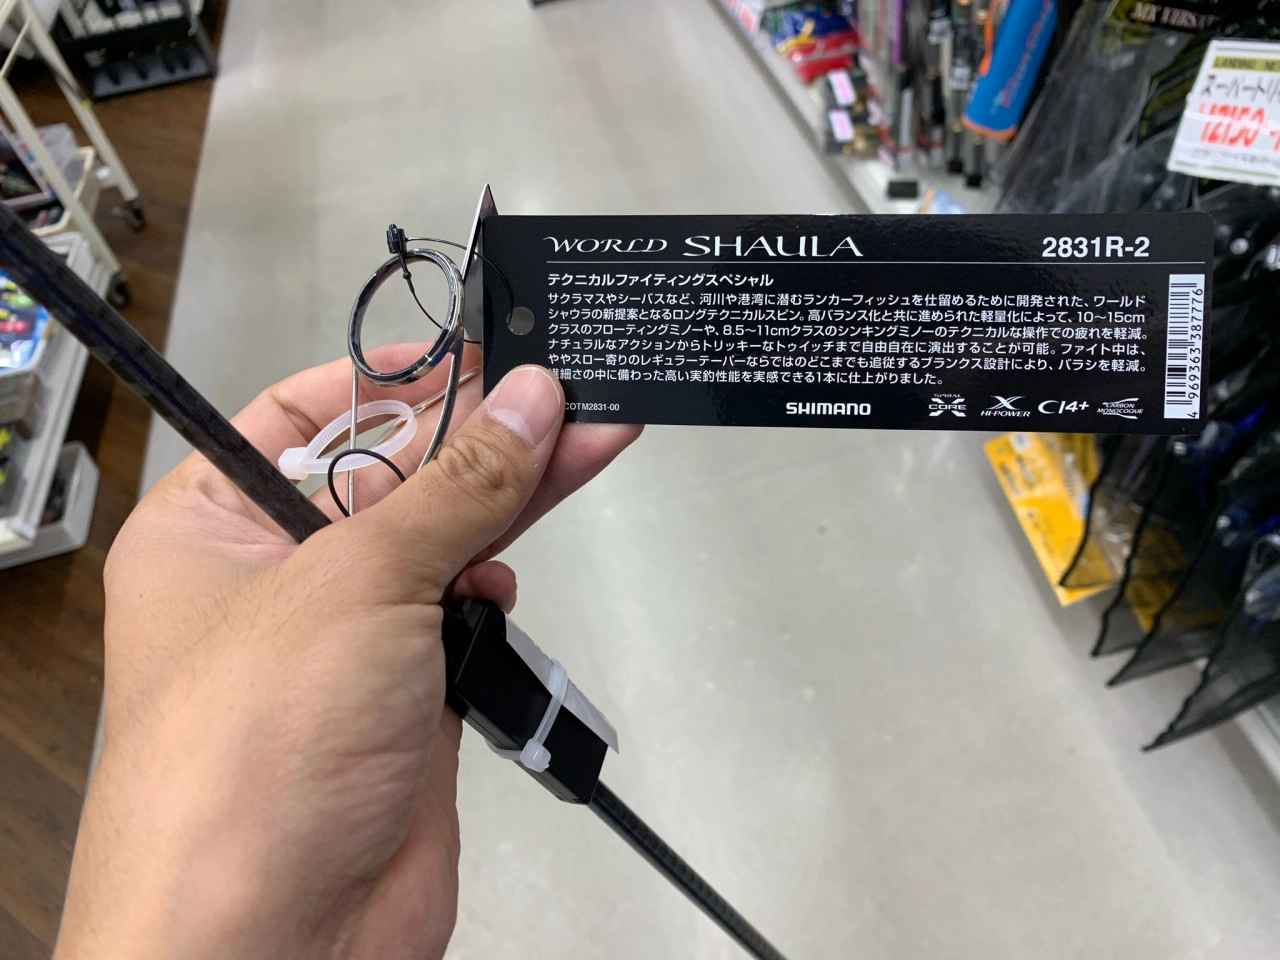 WORLD SHAULA 2831R-2
テクニカルファイティングスペシャル
サクラマスやシーバスなど、河川や港湾に潜むランカーフィッシュを仕留めるために開発された、ワールド
シャウラの新提案となるロングテクニカルスピン。高バランス化と共に進められた軽量化によって、10〜15cm
クラスのフローティングミノーや、8.5〜11cmクラスのシンキングミノーのテクニカルな操作での疲れを軽減。
ナチュラルなアクションからトリッキーなトゥイッチまで自由自在に演出することが可能。ファイト中は、
ややスロー寄りのレギュラーテーパーならではのどこまでも追従するブランクス設計により、バラシを軽減。
繊細さの中に備わった高い実釣性能を実感できる1本に仕上がりました。
COTM2831-00
SHIMANO
SPIRAL X CORE
X HI-POWER
CI4+
CARBON MONOCOQUE
4 969363 387776
LANDING NE
スーパートリ
12150